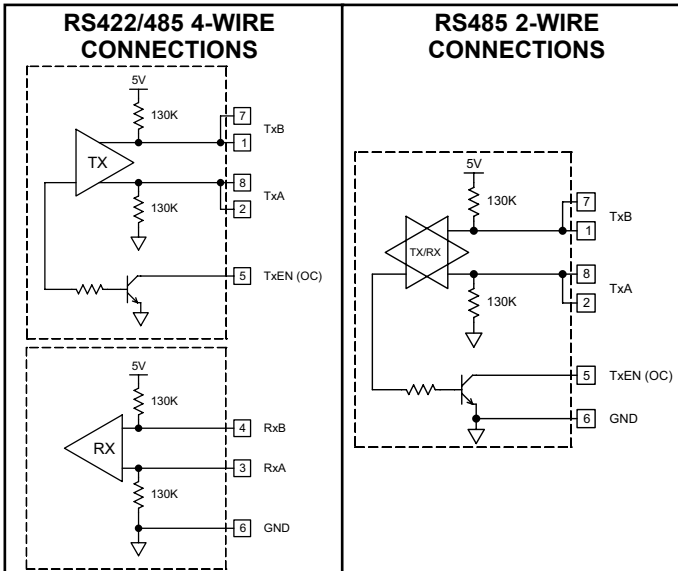 RS422/485 4-WIRE
CONNECTIONS
5V
130K
7
TxB
1
TX
8
TxA
2
130K
5
TxEN (OC)
5V
130K
4
RxB
RX
3
RxA
130K
6
GND
RS485 2-WIRE
CONNECTIONS
5V
130K
7
TxB
1
TX/RX
8
TxA
2
130K
5
TxEN (OC)
6
GND